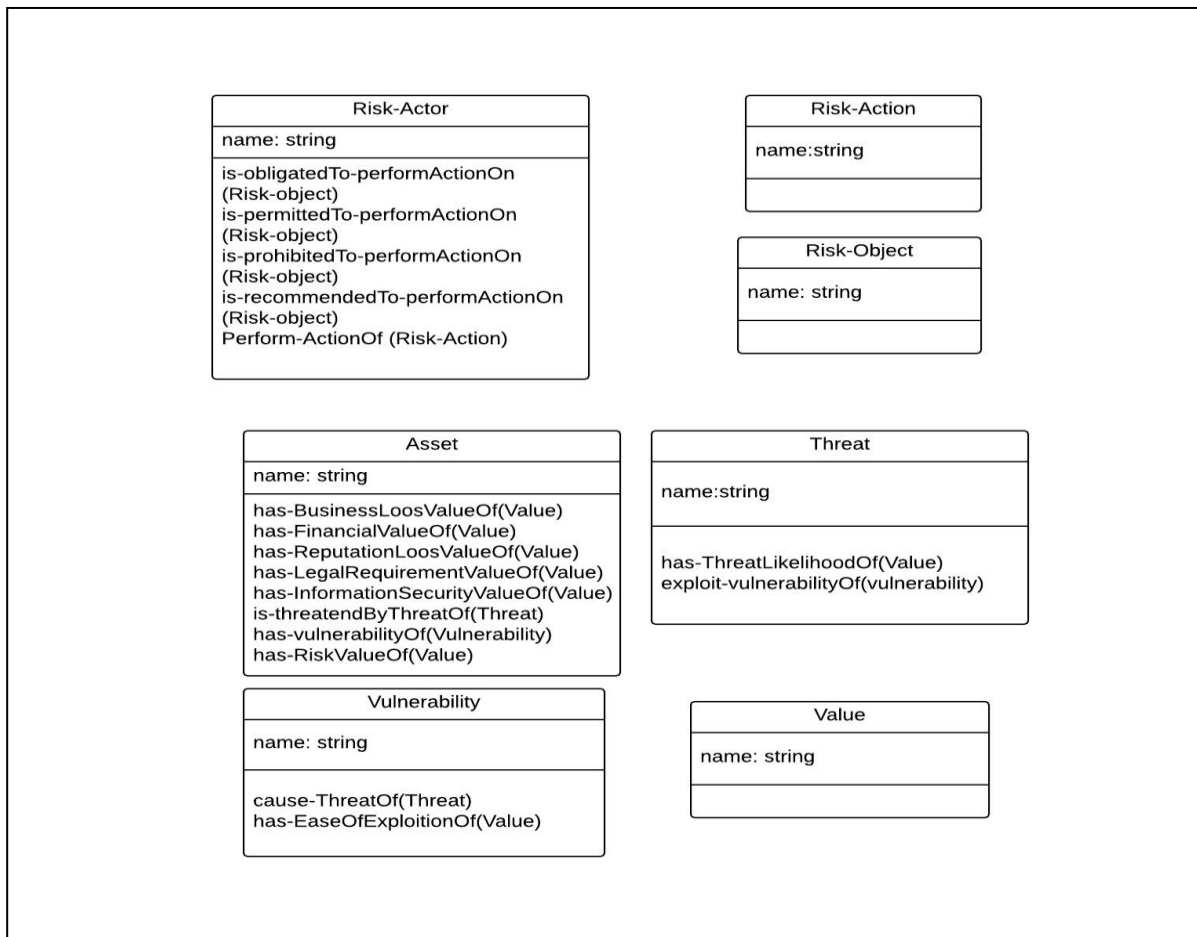 Risk-Actor
name: string
is-obligatedTo-performActionOn
(Risk-object)
is-permittedTo-performActionOn
(Risk-object)
is-prohibitedTo-performActionOn
(Risk-object)
is-recommendedTo-performActionOn
(Risk-object)
Perform-ActionOf (Risk-Action)
Risk-Action
name:string
Risk-Object
name: string
Asset
name: string
has-BusinessLoosValueOf(Value)
has-FinancialValueOf(Value)
has-ReputationLoosValueOf(Value)
has-LegalRequirementValueOf(Value)
has-InformationSecurityValueOf(Value)
is-threatendByThreatOf(Threat)
has-vulnerabilityOf(Vulnerability)
has-RiskValueOf(Value)
Threat
name:string
has-ThreatLikelihoodOf(Value)
exploit-vulnerabilityOf(vulnerability)
Vulnerability
name: string
cause-ThreatOf(Threat)
has-EaseOfExploitionOf(Value)
Value
name: string